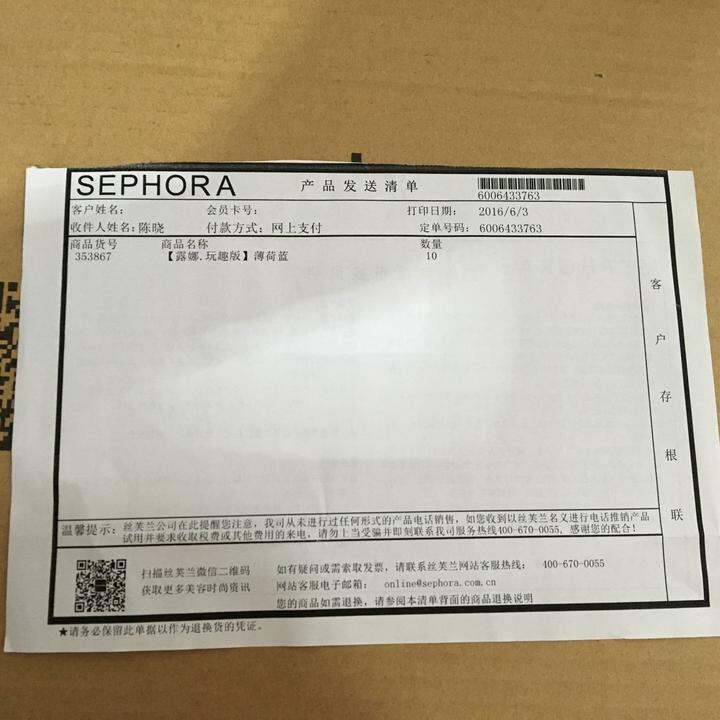 SEPHORA 产品发送清单 6006433763
客户姓名： 会员卡号： 打印日期： 2016/6/3
收件人姓名：陈晓 付款方式：网上支付 定单号码： 6006433763
商品货号 商品名称 数量
353867 【露娜.玩趣版】薄荷蓝 10
客户存根联
温馨提示：丝芙兰公司在此提醒您注意，我司从未进行过任何形式的产品电话销售，如您收到以丝芙兰名义进行电话推销产品
试用并要求收取税费或其他费用的来电，请勿上当受骗并即刻联系我司服务热线400-670-0055，感谢您的配合！
扫描丝芙兰微信二维码
获取更多美容时尚资讯
如有疑问或需索取发票，请联系丝芙兰网站客服热线： 400-670-0055
网站客服电子邮箱： online@sephora.com.cn
您的商品如需退换，请参阅本清单背面的商品退换说明
★请务必保留此单据以作为退换货的凭证。